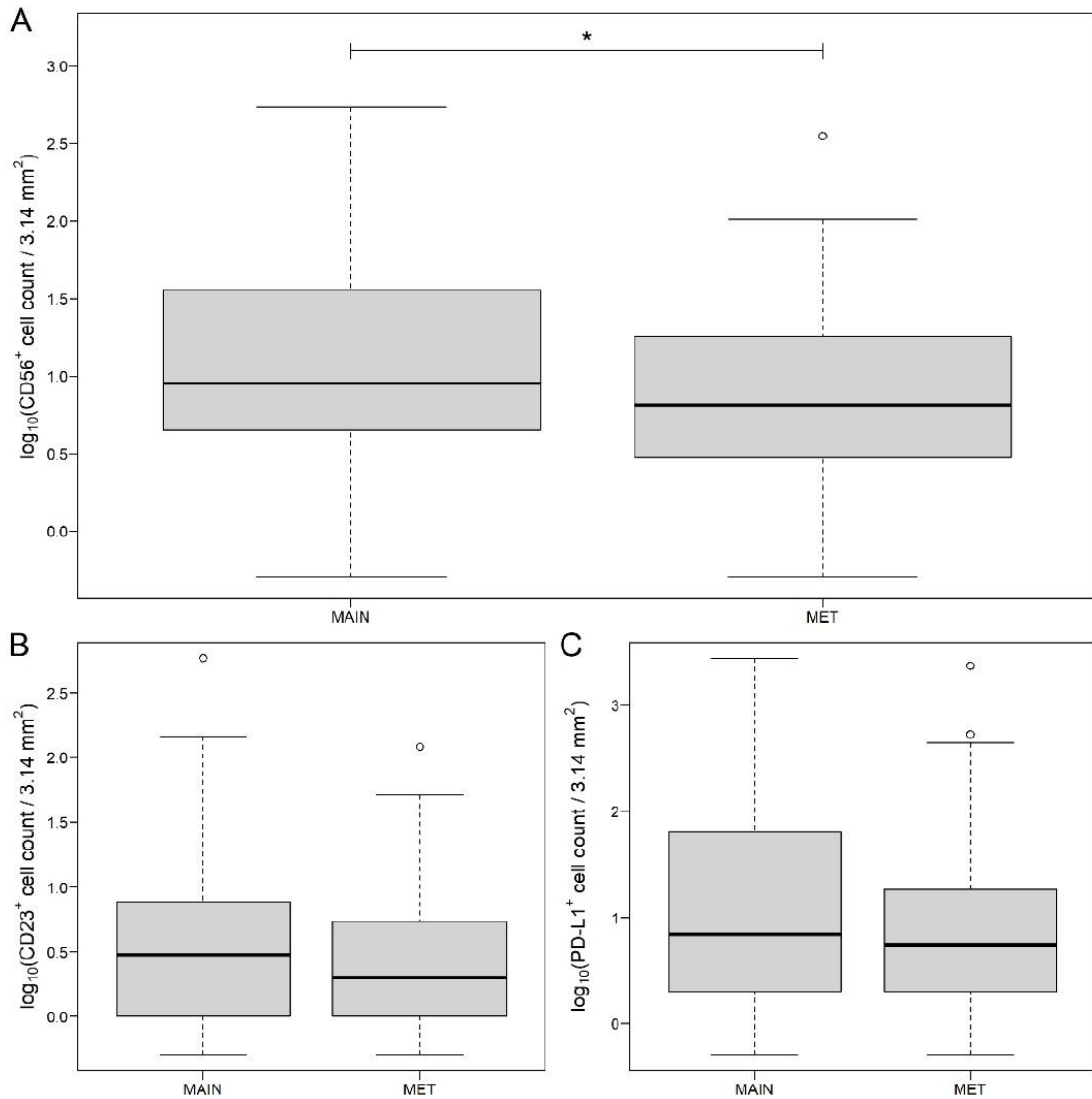 A
*
log₁₀(CD56⁺ cell count / 3.14 mm²)
3.0
2.5
2.0
1.5
1.0
0.5
0.0
MAIN MET
B
log₁₀(CD23⁺ cell count / 3.14 mm²)
2.5
2.0
1.5
1.0
0.5
0.0
MAIN MET
C
log₁₀(PD-L1⁺ cell count / 3.14 mm²)
3
2
1
0
MAIN MET